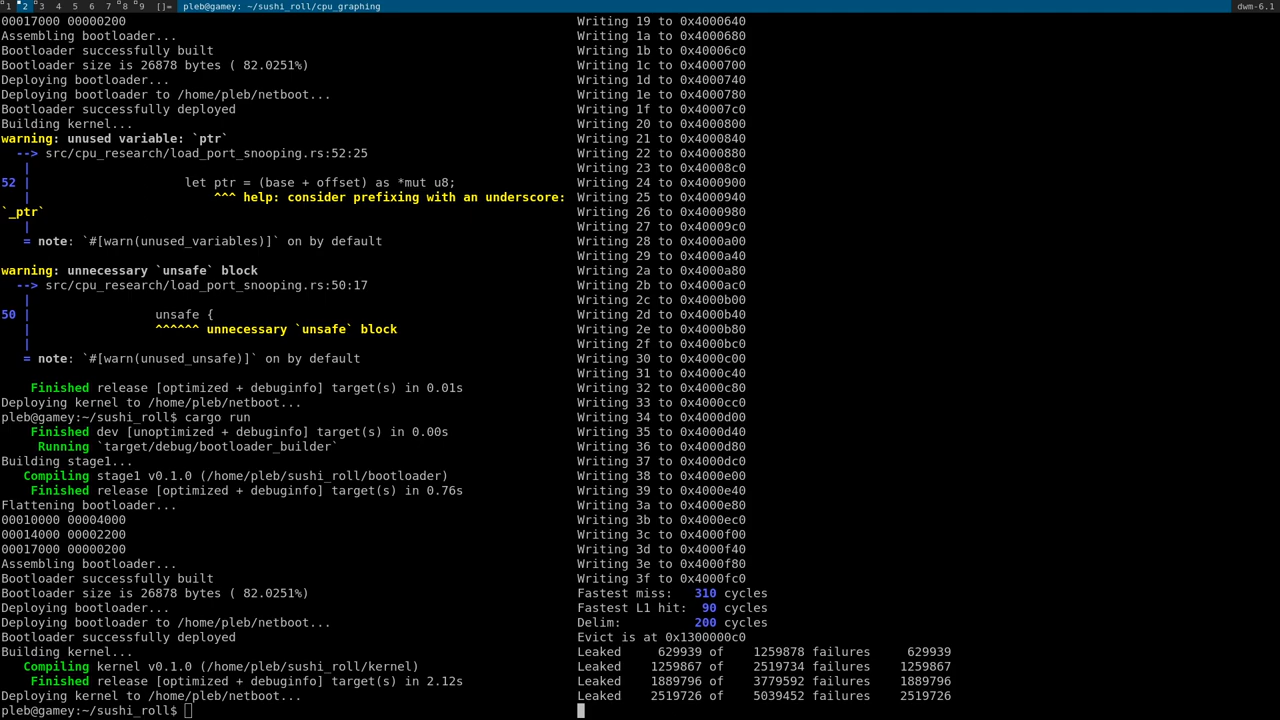 1 2 3 4 5 6 7 8 9 []= pleb@gamey: ~/sushi_roll/cpu_graphing dwm-6.1
00017000 00000200
Assembling bootloader...
Bootloader successfully built
Bootloader size is 26878 bytes ( 82.0251%)
Deploying bootloader...
Deploying bootloader to /home/pleb/netboot...
Bootloader successfully deployed
Building kernel...
warning: unused variable: `ptr`
--> src/cpu_research/load_port_snooping.rs:52:25
|
52 | let ptr = (base + offset) as *mut u8;
| ^^^ help: consider prefixing with an underscore:
`_ptr`
|
= note: `#[warn(unused_variables)]` on by default
warning: unnecessary `unsafe` block
--> src/cpu_research/load_port_snooping.rs:50:17
|
50 | unsafe {
| ^^^^^^ unnecessary `unsafe` block
|
= note: `#[warn(unused_unsafe)]` on by default
Finished release [optimized + debuginfo] target(s) in 0.01s
Deploying kernel to /home/pleb/netboot...
pleb@gamey:~/sushi_roll$ cargo run
Finished dev [unoptimized + debuginfo] target(s) in 0.00s
Running `target/debug/bootloader_builder`
Building stage1...
Compiling stage1 v0.1.0 (/home/pleb/sushi_roll/bootloader)
Finished release [optimized + debuginfo] target(s) in 0.76s
Flattening bootloader...
00010000 00004000
00014000 00002200
00017000 00000200
Assembling bootloader...
Bootloader successfully built
Bootloader size is 26878 bytes ( 82.0251%)
Deploying bootloader...
Deploying bootloader to /home/pleb/netboot...
Bootloader successfully deployed
Building kernel...
Compiling kernel v0.1.0 (/home/pleb/sushi_roll/kernel)
Finished release [optimized + debuginfo] target(s) in 2.12s
Deploying kernel to /home/pleb/netboot...
pleb@gamey:~/sushi_roll$
Writing 19 to 0x4000640
Writing 1a to 0x4000680
Writing 1b to 0x40006c0
Writing 1c to 0x4000700
Writing 1d to 0x4000740
Writing 1e to 0x4000780
Writing 1f to 0x40007c0
Writing 20 to 0x4000800
Writing 21 to 0x4000840
Writing 22 to 0x4000880
Writing 23 to 0x40008c0
Writing 24 to 0x4000900
Writing 25 to 0x4000940
Writing 26 to 0x4000980
Writing 27 to 0x40009c0
Writing 28 to 0x4000a00
Writing 29 to 0x4000a40
Writing 2a to 0x4000a80
Writing 2b to 0x4000ac0
Writing 2c to 0x4000b00
Writing 2d to 0x4000b40
Writing 2e to 0x4000b80
Writing 2f to 0x4000bc0
Writing 30 to 0x4000c00
Writing 31 to 0x4000c40
Writing 32 to 0x4000c80
Writing 33 to 0x4000cc0
Writing 34 to 0x4000d00
Writing 35 to 0x4000d40
Writing 36 to 0x4000d80
Writing 37 to 0x4000dc0
Writing 38 to 0x4000e00
Writing 39 to 0x4000e40
Writing 3a to 0x4000e80
Writing 3b to 0x4000ec0
Writing 3c to 0x4000f00
Writing 3d to 0x4000f40
Writing 3e to 0x4000f80
Writing 3f to 0x4000fc0
Fastest miss: 310 cycles
Fastest L1 hit: 90 cycles
Delim: 200 cycles
Evict is at 0x1300000c0
Leaked 629939 of 1259878 failures 629939
Leaked 1259867 of 2519734 failures 1259867
Leaked 1889796 of 3779592 failures 1889796
Leaked 2519726 of 5039452 failures 2519726